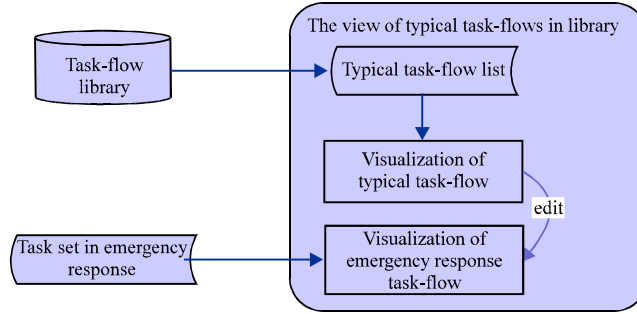 The view of typical task-flows in library
Task-flow
library
Typical task-flow list
Visualization of
typical task-flow
edit
Task set in emergency
response
Visualization of
emergency response
task-flow